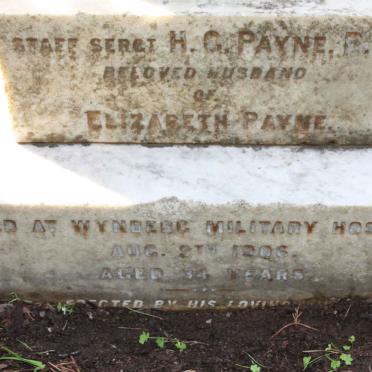 STAFF SERGT H. G. PAYNE, R.
BELOVED HUSBAND
OF
ELIZABETH PAYNE.
D AT WYNBERG MILITARY HOS
AUG. 9TH 1906.
AGED 34 YEARS
ERECTED BY HIS LOVING